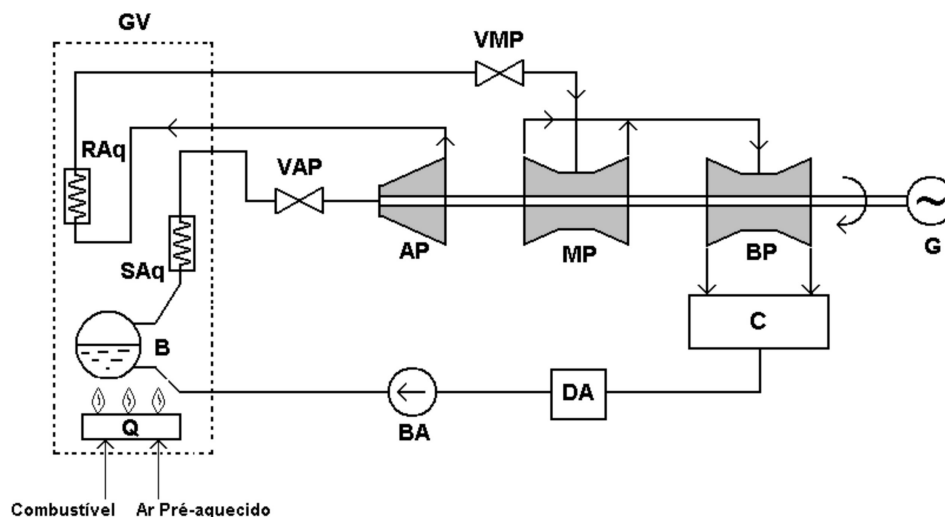 GV
VMP
RAq
VAP
SAq
AP
MP
BP
G
B
C
DA
BA
Q
Combustível
Ar Pré-aquecido